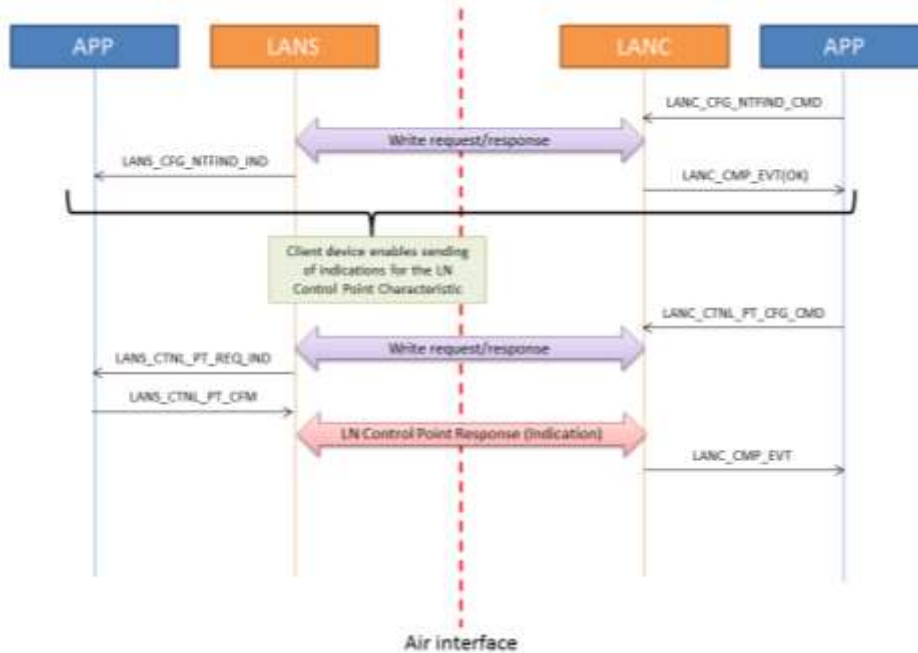 APP
LANS
LANC
APP
LANC_CFG_NTFIND_CMD
Write request/response
LANS_CFG_NTFIND_IND
LANC_CMP_EVT(OK)
Client device enables sending
of indications for the LN
Control Point Characteristic
LANC_CTNL_PT_CFG_CMD
Write request/response
LANS_CTNL_PT_REQ_IND
LANS_CTNL_PT_CFM
LN Control Point Response (Indication)
LANC_CMP_EVT
Air interface